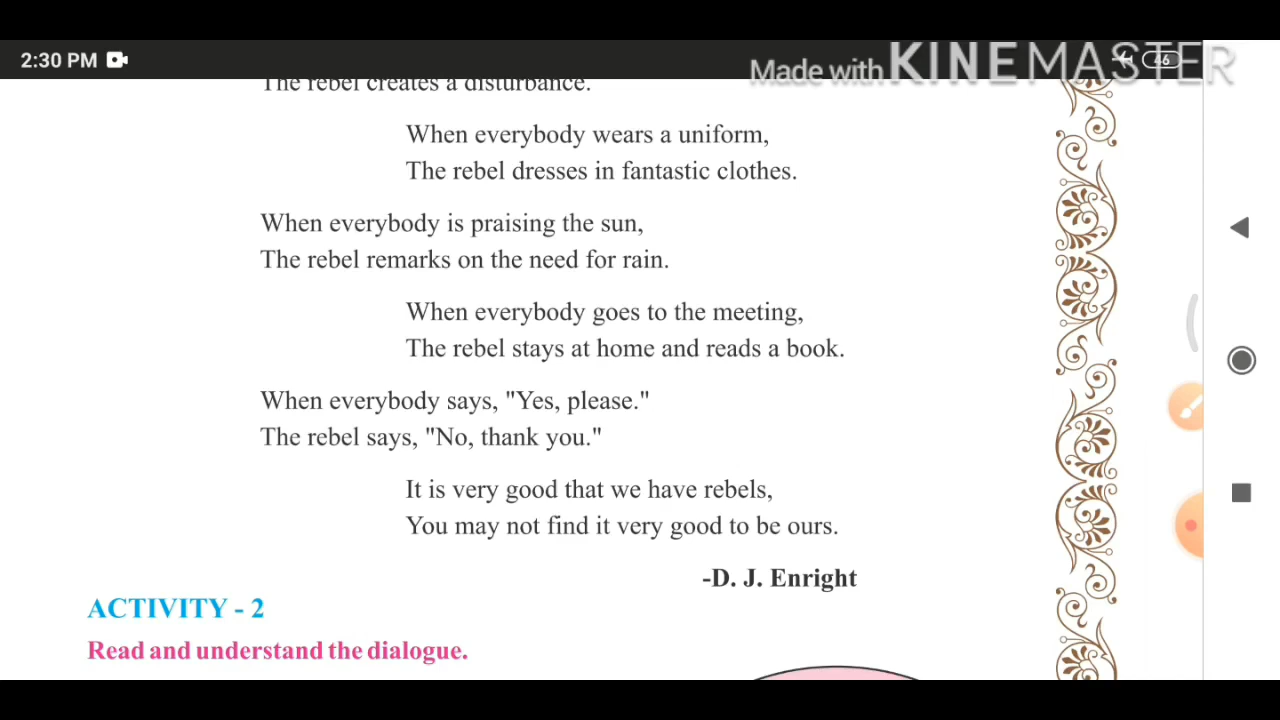 2:30 PM
Made with KINEMASTER
46
The rebel creates a disturbance.
When everybody wears a uniform,
The rebel dresses in fantastic clothes.
When everybody is praising the sun,
The rebel remarks on the need for rain.
When everybody goes to the meeting,
The rebel stays at home and reads a book.
When everybody says, "Yes, please."
The rebel says, "No, thank you."
It is very good that we have rebels,
You may not find it very good to be ours.
-D. J. Enright
ACTIVITY - 2
Read and understand the dialogue.